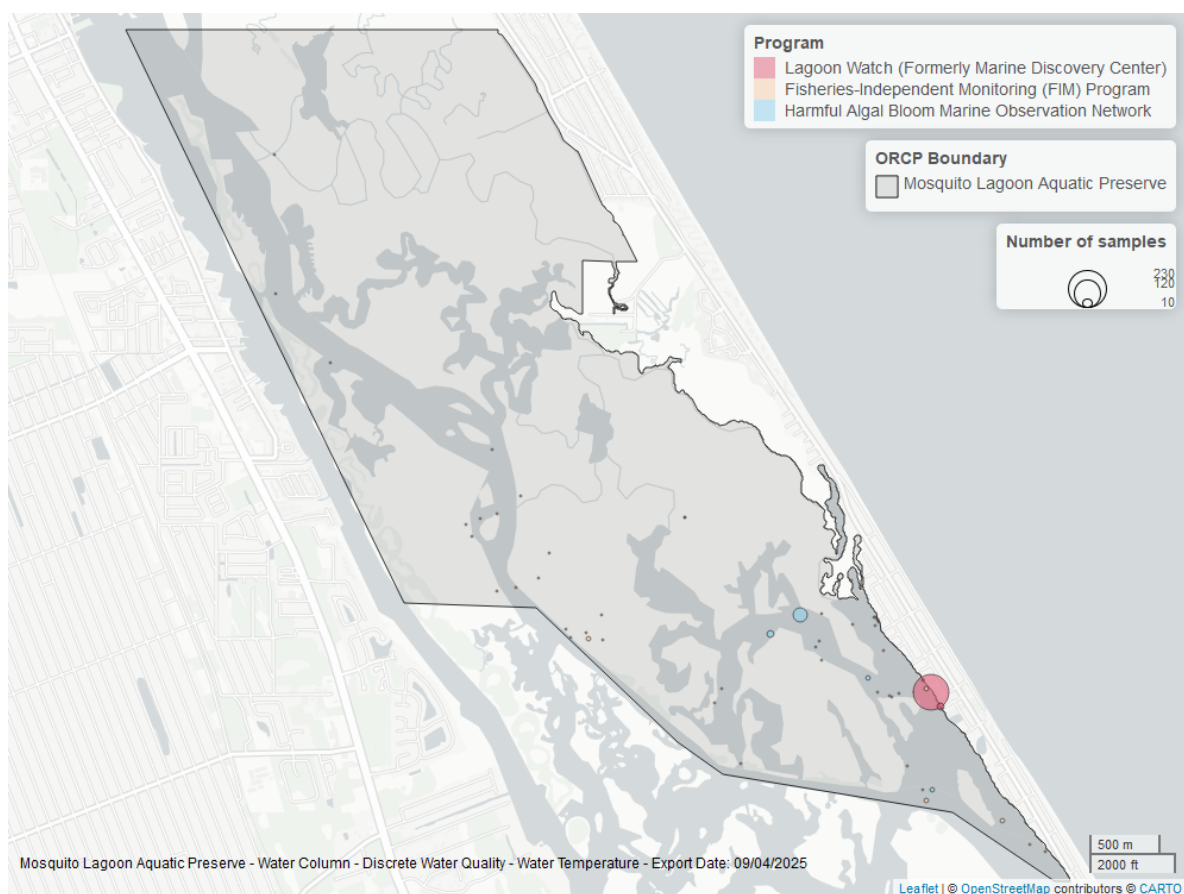 Program
Lagoon Watch (Formerly Marine Discovery Center)
Fisheries-Independent Monitoring (FIM) Program
Harmful Algal Bloom Marine Observation Network
ORCP Boundary
Mosquito Lagoon Aquatic Preserve
Number of samples
230
120
10
500 m
2000 ft
Mosquito Lagoon Aquatic Preserve - Water Column - Discrete Water Quality - Water Temperature - Export Date: 09/04/2025
Leaflet | © OpenStreetMap contributors © CARTO